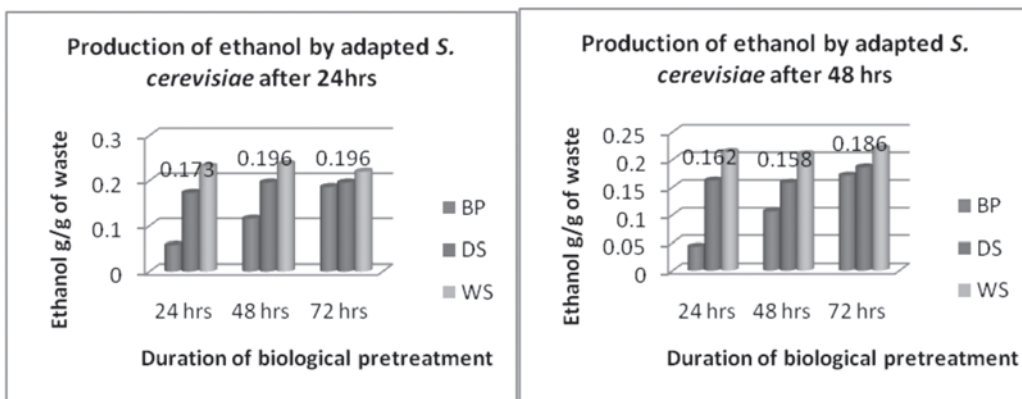 Production of ethanol by adapted S.
cerevisiae after 24hrs
Ethanol g/g of waste
0.3
0.2
0.1
0
0.173
0.196
0.196
24 hrs
48 hrs
72 hrs
BP
DS
WS
Duration of biological pretreatment
Production of ethanol by adapted S.
cerevisiae after 48 hrs
Ethanol g/g of waste
0.25
0.2
0.15
0.1
0.05
0
0.162
0.158
0.186
24 hrs
48 hrs
72 hrs
BP
DS
WS
Duration of biological pretreatment